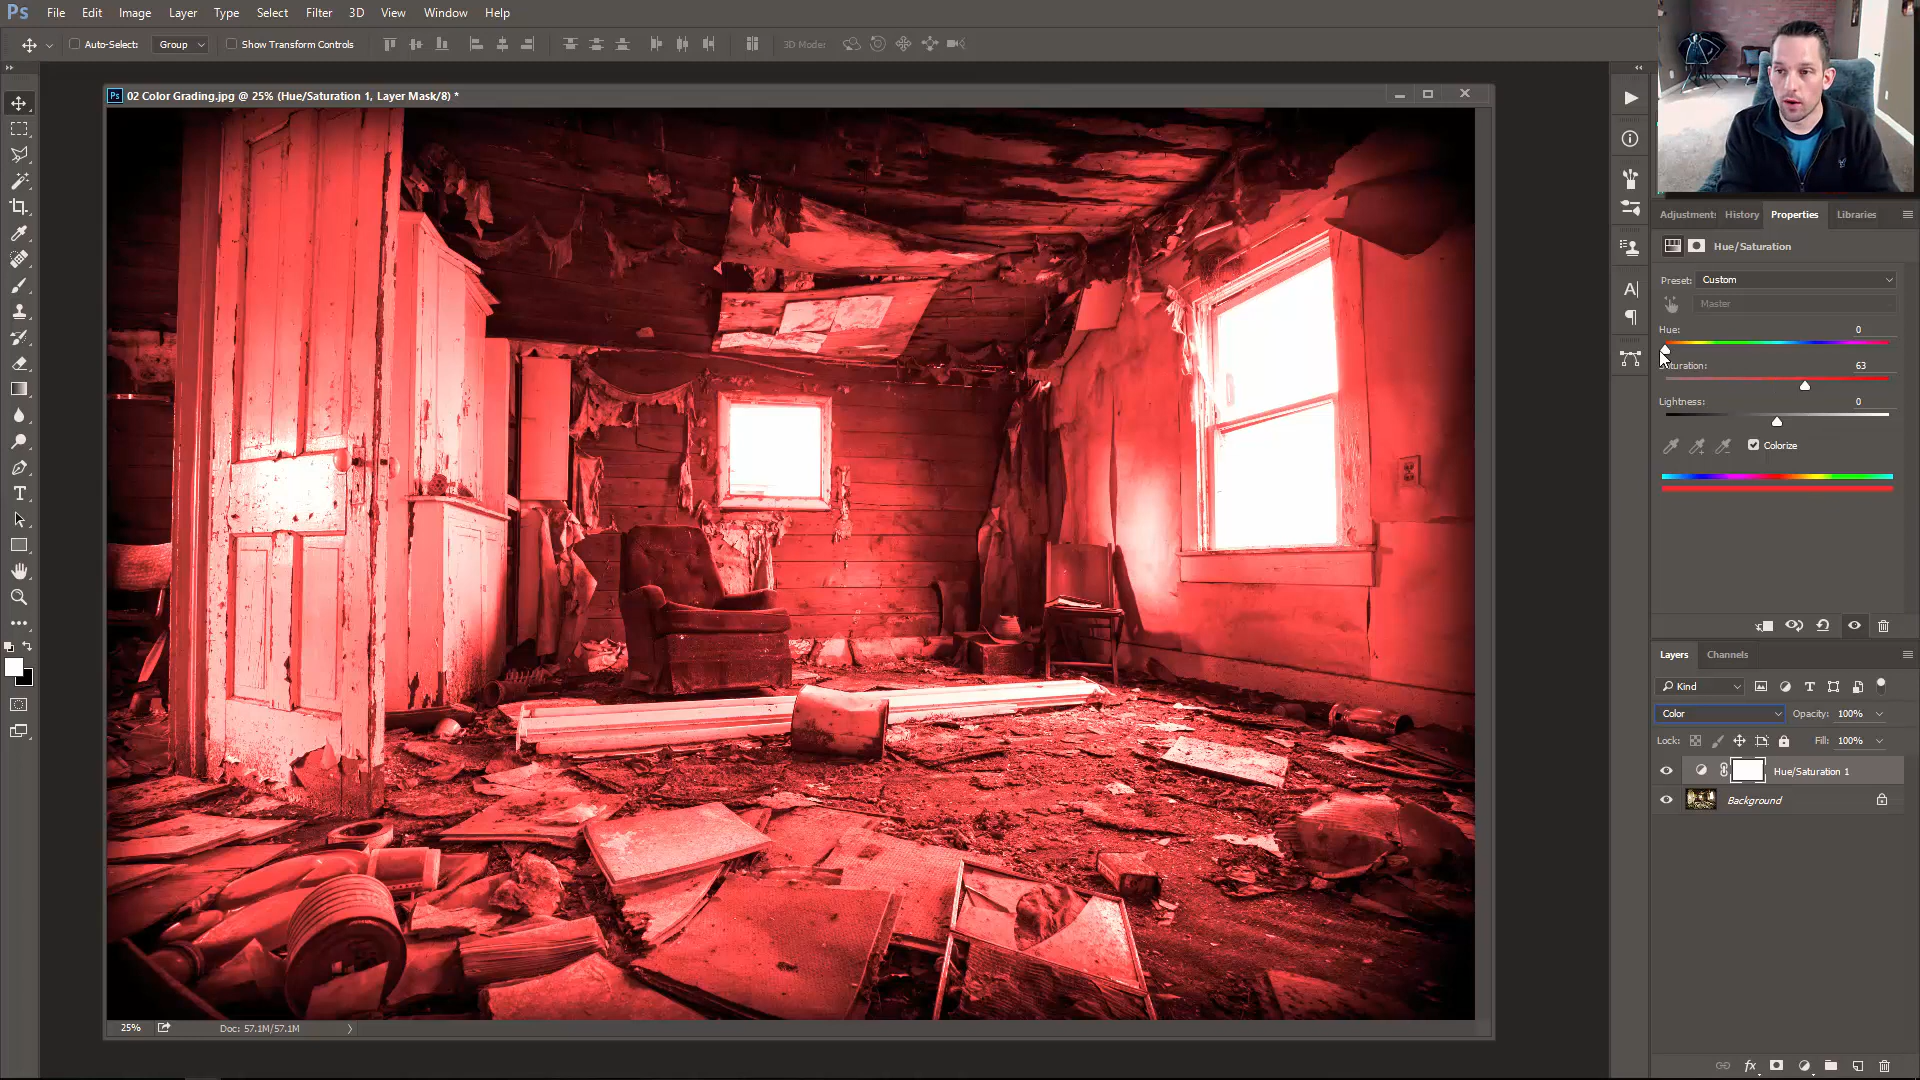 Ps File Edit Image Layer Type Select Filter 3D View Window Help
Auto-Select: Group Show Transform Controls 3D Mode:
Ps 02 Color Grading.jpg @ 25% (Hue/Saturation 1, Layer Mask/8) *
Adjustments History Properties Libraries
Hue/Saturation
Preset: Custom
Master
Hue: 0
Saturation: 63
Lightness: 0
Colorize
Layers Channels
Kind
Color Opacity: 100%
Lock: Fill: 100%
Hue/Saturation 1
Background
25% Doc: 57.1M/57.1M